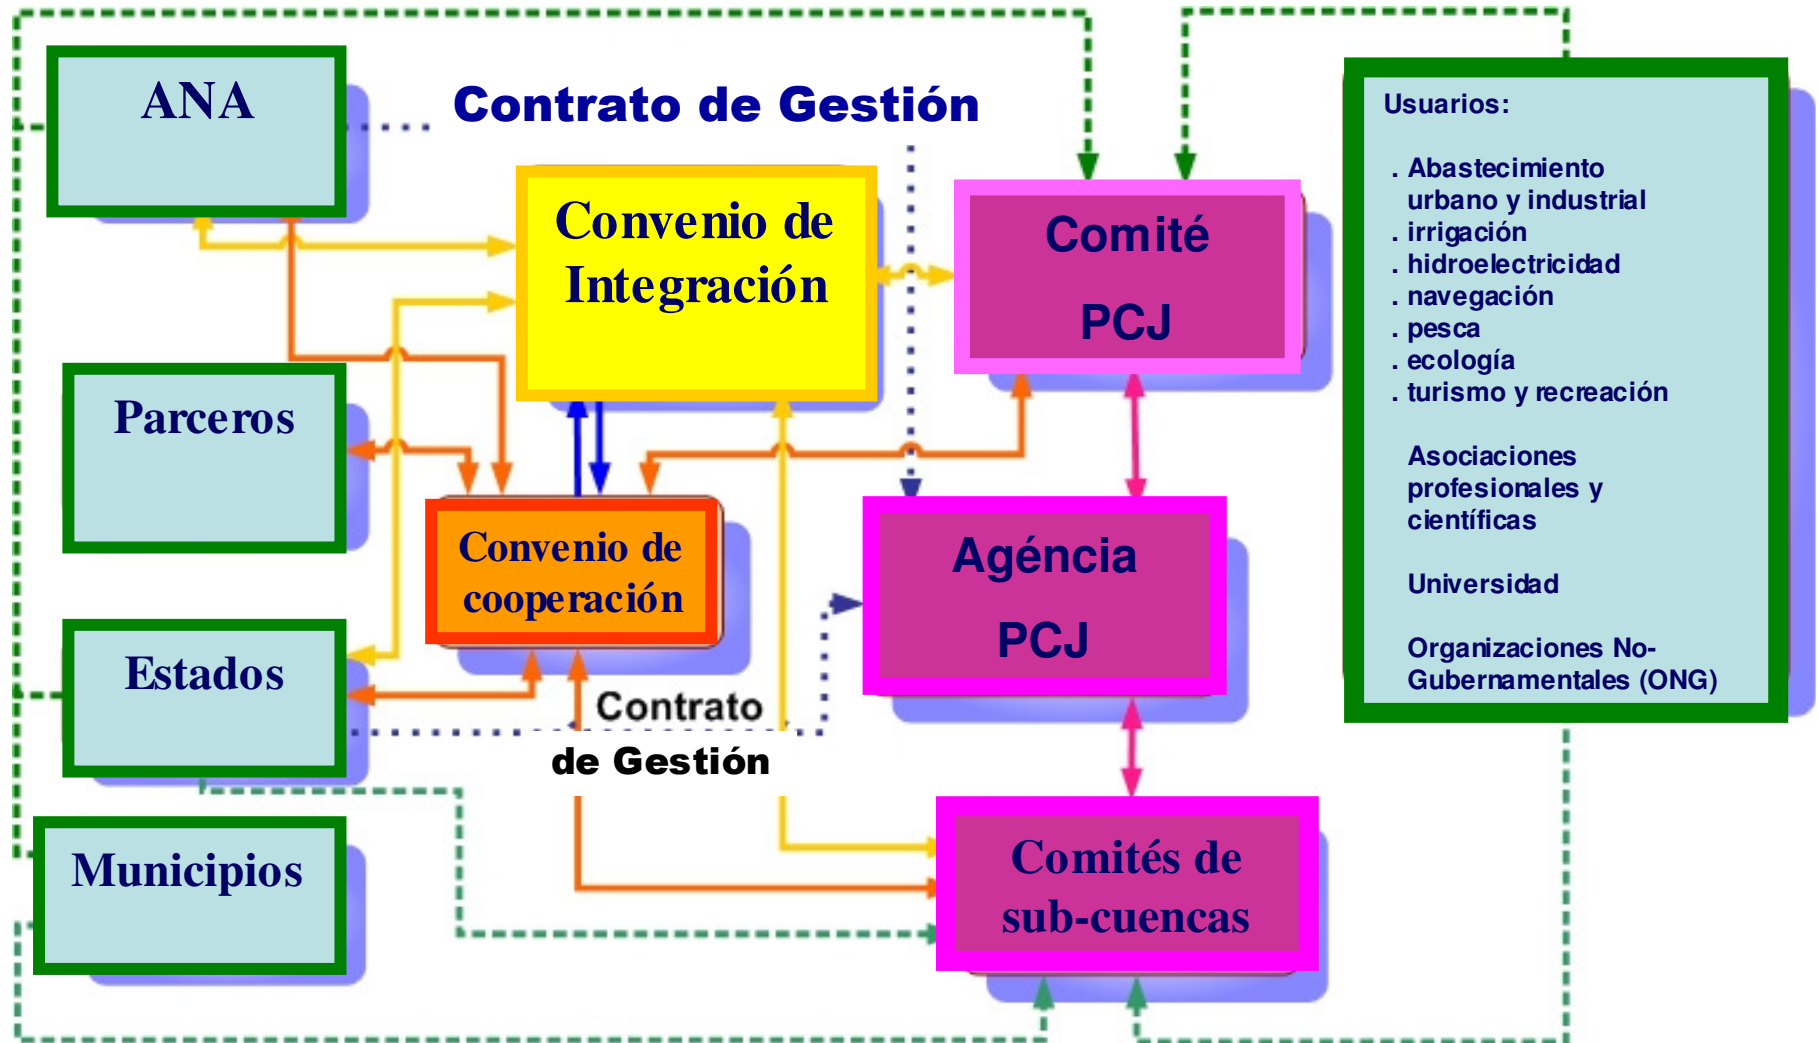 ANA
Contrato de Gestión
Convenio de
Integración
Comité
PCJ
Usuarios:
. Abastecimiento
urbano y industrial
. irrigación
. hidroelectricidad
. navegación
. pesca
. ecología
. turismo y recreación
Asociaciones
profesionales y
científicas
Universidad
Organizaciones No-
Gubernamentales (ONG)
Parceros
Convenio de
cooperación
Agéncia
PCJ
Estados
Contrato
de Gestión
Municipios
Comités de
sub-cuencas